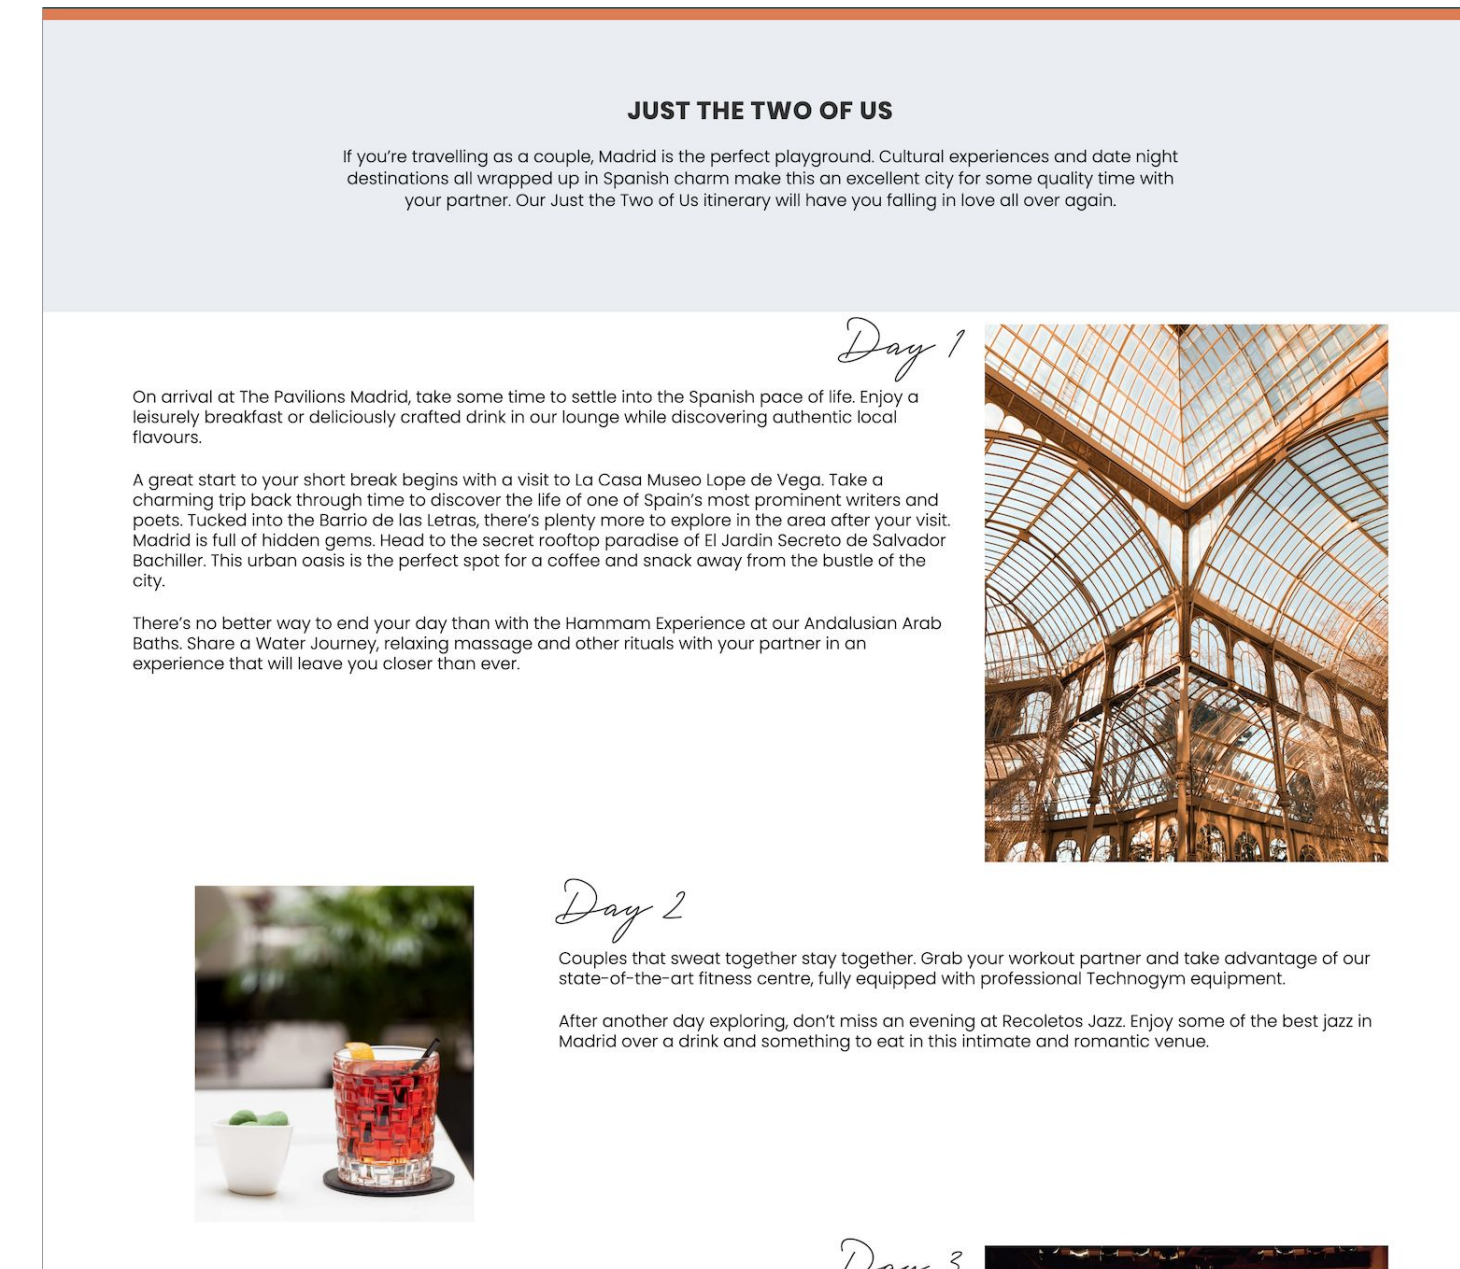 JUST THE TWO OF US
If you're travelling as a couple, Madrid is the perfect playground. Cultural experiences and date night
destinations all wrapped up in Spanish charm make this an excellent city for some quality time with
your partner. Our Just the Two of Us itinerary will have you falling in love all over again.
Day 1
On arrival at The Pavilions Madrid, take some time to settle into the Spanish pace of life. Enjoy a
leisurely breakfast or deliciously crafted drink in our lounge while discovering authentic local
flavours.
A great start to your short break begins with a visit to La Casa Museo Lope de Vega. Take a
charming trip back through time to discover the life of one of Spain's most prominent writers and
poets. Tucked into the Barrio de las Letras, there's plenty more to explore in the area after your visit.
Madrid is full of hidden gems. Head to the secret rooftop paradise of El Jardin Secreto de Salvador
Bachiller. This urban oasis is the perfect spot for a coffee and snack away from the bustle of the
city.
There's no better way to end your day than with the Hammam Experience at our Andalusian Arab
Baths. Share a Water Journey, relaxing massage and other rituals with your partner in an
experience that will leave you closer than ever.
Day 2
Couples that sweat together stay together. Grab your workout partner and take advantage of our
state-of-the-art fitness centre, fully equipped with professional Technogym equipment.
After another day exploring, don't miss an evening at Recoletos Jazz. Enjoy some of the best jazz in
Madrid over a drink and something to eat in this intimate and romantic venue.
Day 3